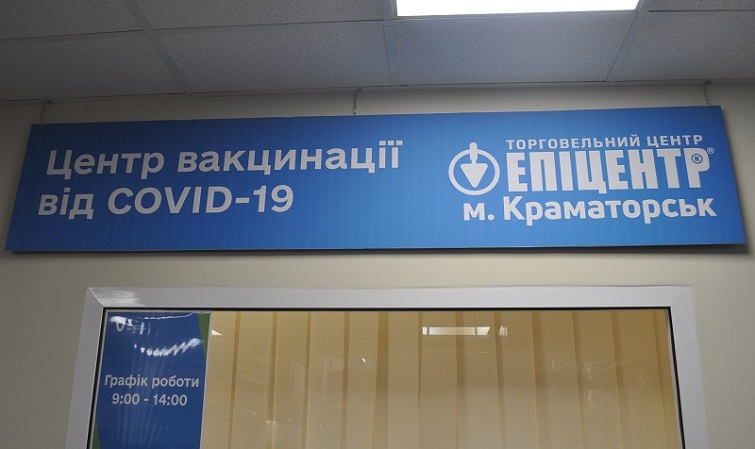 Центр вакцинації
від COVID-19
ТОРГОВЕЛЬНИЙ ЦЕНТР
ЕПІЦЕНТР К®
м. Краматорськ
Графік роботи
9:00 - 14:00